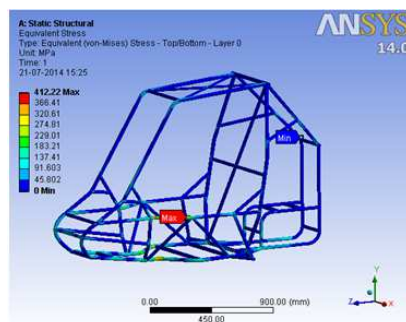 A: Static Structural
Equivalent Stress
Type: Equivalent (von-Mises) Stress - Top/Bottom - Layer 0
Unit: MPa
Time: 1
21-07-2014 15:25
412.22 Max
366.41
320.61
274.81
229.01
183.21
137.41
91.603
45.802
0 Min
ANSYS
14.0
Min
Max
0.00
900.00 (mm)
450.00
Y
Z
X